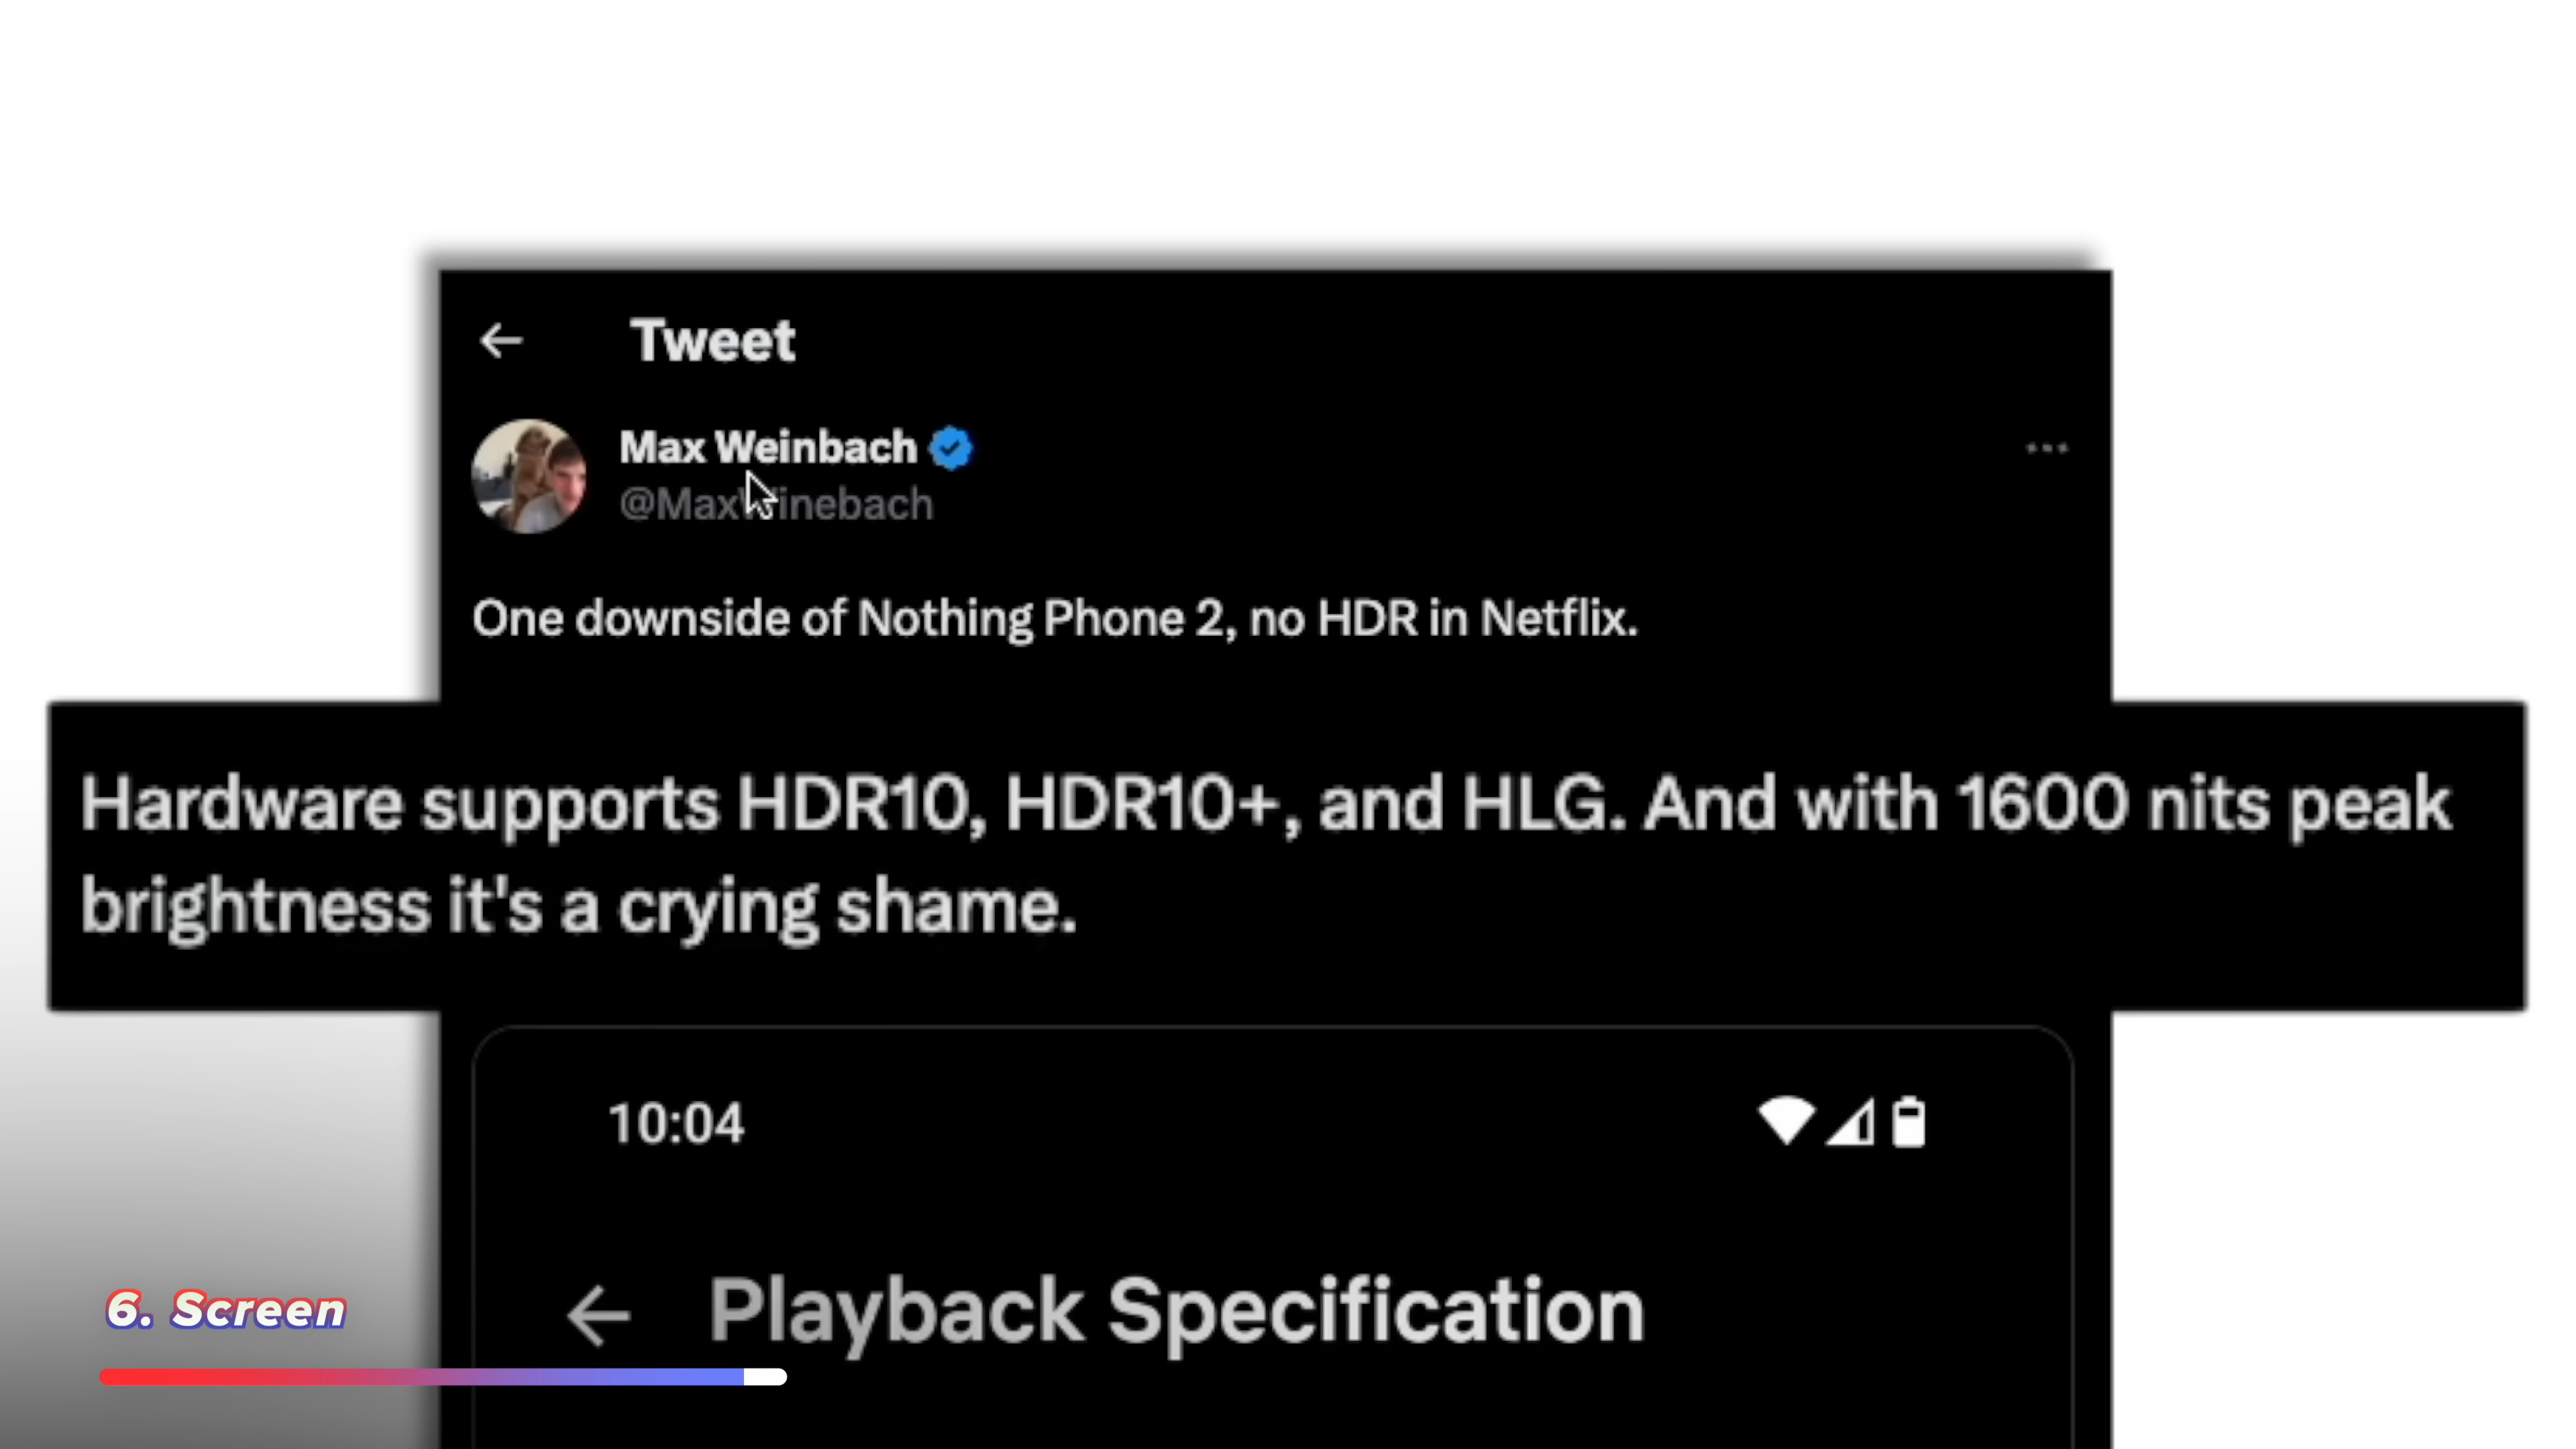 Tweet
Max Weinbach
@MaxWinebach
One downside of Nothing Phone 2, no HDR in Netflix.
Hardware supports HDR10, HDR10+, and HLG. And with 1600 nits peak
brightness it's a crying shame.
10:04
Playback Specification
6. Screen